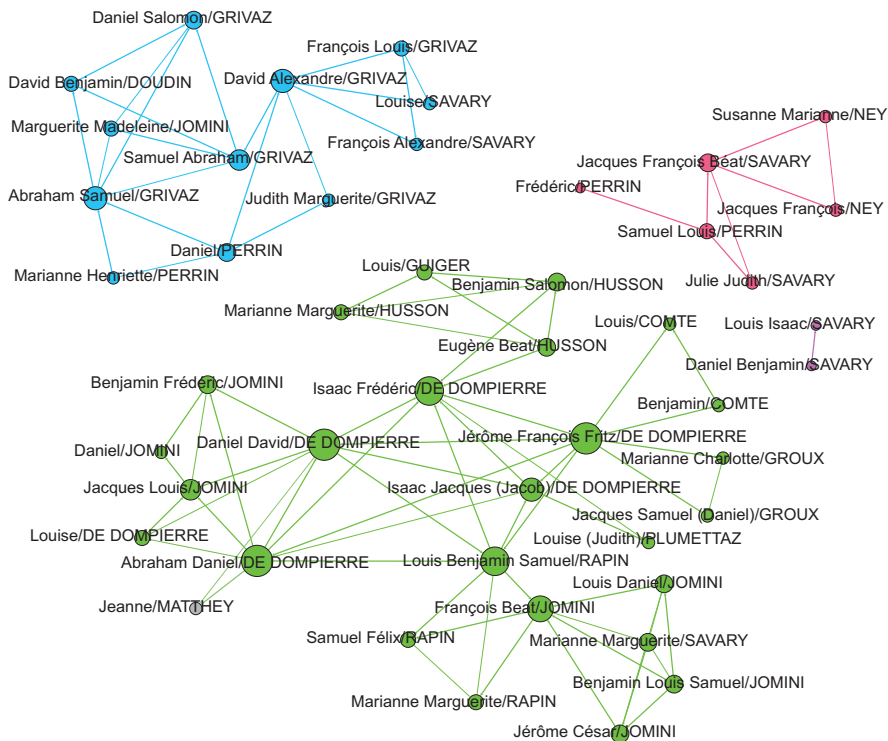 Daniel Salomon/GRIVAZ
François Louis/GRIVAZ
David Benjamin/DOUDIN
David Alexandre/GRIVAZ
Louise/SAVARY
Marguerite Madeleine/JOMINI
François Alexandre/SAVARY
Samuel Abraham/GRIVAZ
Abraham Samuel/GRIVAZ
Judith Marguerite/GRIVAZ
Daniel/PERRIN
Marianne Henriette/PERRIN
Susanne Marianne/NEY
Jacques François Béat/SAVARY
Frédéric/PERRIN
Jacques François/NEY
Samuel Louis/PERRIN
Julie Judith/SAVARY
Louis/GUIGER
Benjamin Salomon/HUSSON
Marianne Marguerite/HUSSON
Louis/COMTE
Louis Isaac/SAVARY
Eugène Beat/HUSSON
Daniel Benjamin/SAVARY
Benjamin Frédéric/JOMINI
Isaac Frédéric/DE DOMPIERRE
Benjamin/COMTE
Daniel/JOMINI
Daniel David/DE DOMPIERRE
Jérôme François Fritz/DE DOMPIERRE
Marianne Charlotte/GROUX
Jacques Louis/JOMINI
Isaac Jacques (Jacob)/DE DOMPIERRE
Jacques Samuel (Daniel)/GROUX
Louise/DE DOMPIERRE
Louise (Judith)/PLUMETTAZ
Abraham Daniel/DE DOMPIERRE
Louis Benjamin Samuel/RAPIN
Louis Daniel/JOMINI
Jeanne/MATTHEY
François Beat/JOMINI
Samuel Félix/RAPIN
Marianne Marguerite/SAVARY
Benjamin Louis Samuel/JOMINI
Marianne Marguerite/RAPIN
Jérôme César/JOMINI